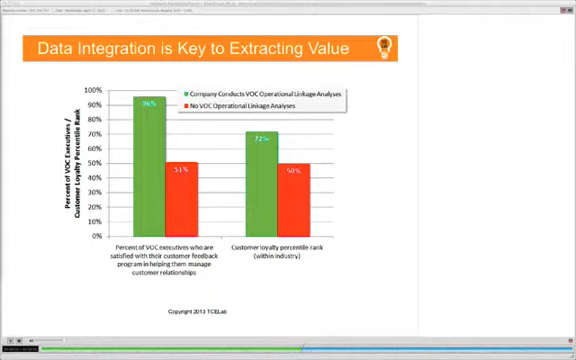 Data Integration is Key to Extracting Value
Company Conducts VOC Operational Linkage Analyses
No VOC Operational Linkage Analyses
Percent of VOC Executives /
Customer Loyalty Percentile Rank
100%
90%
80%
70%
60%
50%
40%
30%
20%
10%
0%
96%
51%
72%
50%
Percent of VOC executives who are
satisfied with their customer feedback
program in helping them manage
customer relationships
Customer loyalty percentile rank
(within industry)
Copyright 2013 TCELab